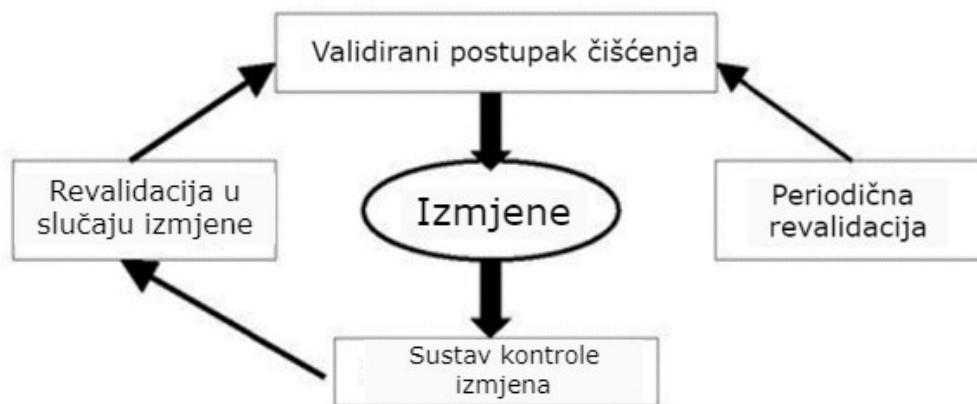 Validirani postupak čišćenja
Revalidacija u
slučaju izmjene
Izmjene
Periodična
revalidacija
Sustav kontrole
izmjena